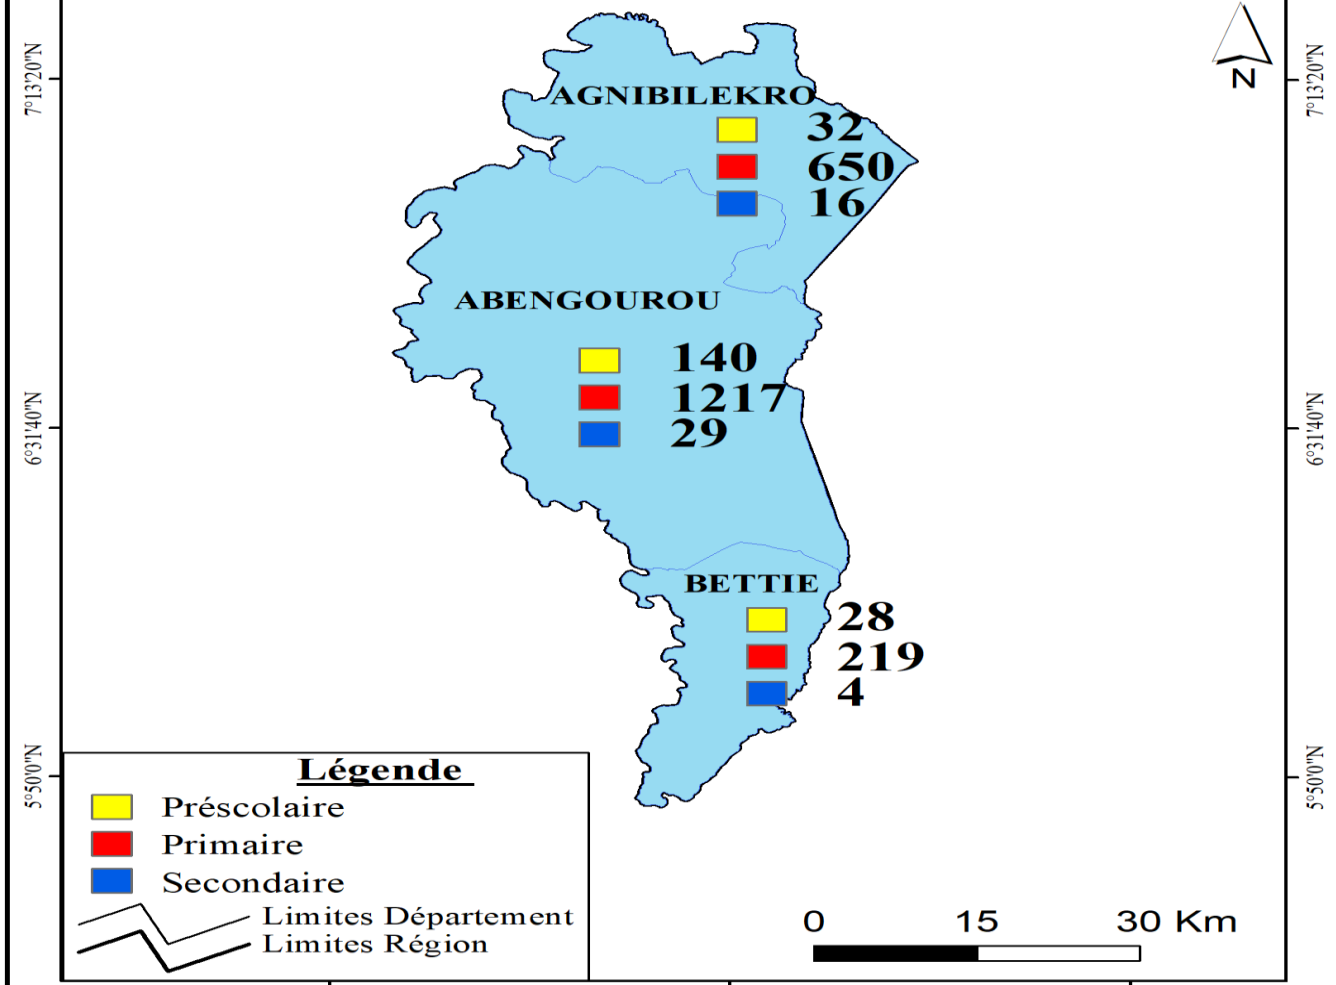 N
7°13'20"N
7°13'20"N
AGNIBILEKRO
32
650
16
ABENGOUROU
140
1217
29
6°31'40"N
6°31'40"N
BETTIE
28
219
4
5°50'0"N
5°50'0"N
Légende
Préscolaire
Primaire
Secondaire
Limites Département
Limites Région
0 15 30 Km